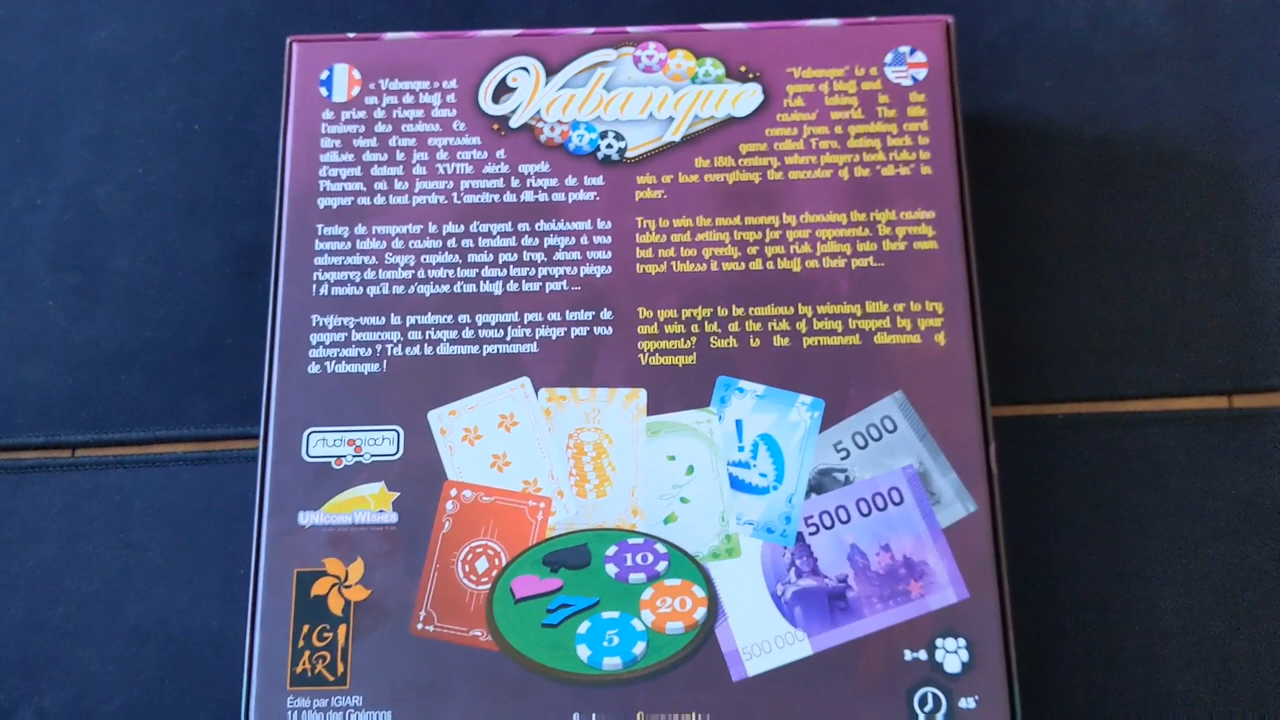 Vabanque
« Vabanque » est
un jeu de bluff et
de prise de risque dans
l'univers des casinos. Ce
titre vient d'une expression
utilisée dans le jeu de cartes et
d'argent datant du XVIIIe siècle appelé
Pharaon, où les joueurs prennent le risque de tout
gagner ou de tout perdre. L'ancêtre du All-in au poker.
Tentez de remporter le plus d'argent en choisissant les
bonnes tables de casino et en tendant des pièges à vos
adversaires. Soyez cupides, mais pas trop, sinon vous
risquerez de tomber à votre tour dans leurs propres pièges
! À moins qu'il ne s'agisse d'un bluff de leur part ...
Préférez-vous la prudence en gagnant peu ou tenter de
gagner beaucoup, au risque de vous faire piéger par vos
adversaires ? Tel est le dilemme permanent
de Vabanque !
"Vabanque" is a
game of bluff and
risk taking in the
casinos' world. The title
comes from a gambling card
game called Faro, dating back to
the 18th century, where players took risks to
win or lose everything: the ancestor of the "all-in" in
poker.
Try to win the most money by choosing the right casino
tables and setting traps for your opponents. Be greedy,
but not too greedy, or you risk falling into their own
traps! Unless it was all a bluff on their part...
Do you prefer to be cautious by winning little or to try
and win a lot, at the risk of being trapped by your
opponents? Such is the permanent dilemma of
Vabanque!
studiogiochi
UNICORN WISHES
IGIARI
x2
7
!
5 000
500 000
500 000
10
20
5
7
3-6
45'
Édité par IGIARI
14 Allée des Goémons